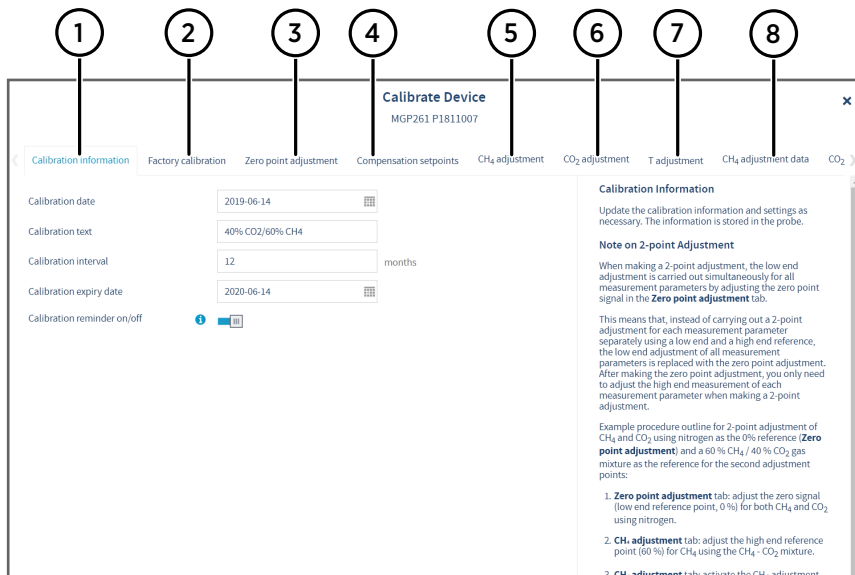 1 2 3 4 5 6 7 8
Calibrate Device
MGP261 P1811007
Calibration information Factory calibration Zero point adjustment Compensation setpoints CH₄ adjustment CO₂ adjustment T adjustment CH₄ adjustment data CO₂
Calibration date 2019-06-14
Calibration text 40% CO2/60% CH4
Calibration interval 12 months
Calibration expiry date 2020-06-14
Calibration reminder on/off
Calibration Information
Update the calibration information and settings as
necessary. The information is stored in the probe.
Note on 2-point Adjustment
When making a 2-point adjustment, the low end
adjustment is carried out simultaneously for all
measurement parameters by adjusting the zero point
signal in the Zero point adjustment tab.
This means that, instead of carrying out a 2-point
adjustment for each measurement parameter
separately using a low end and a high end reference,
the low end adjustment of all measurement
parameters is replaced with the zero point adjustment.
After making the zero point adjustment, you only need
to adjust the high end measurement of each
measurement parameter when making a 2-point
adjustment.
Example procedure outline for 2-point adjustment of
CH₄ and CO₂ using nitrogen as the 0% reference (Zero
point adjustment) and a 60 % CH₄ / 40 % CO₂ gas
mixture as the reference for the second adjustment
points:
1. Zero point adjustment tab: adjust the zero signal
(low end reference point, 0 %) for both CH₄ and CO₂
using nitrogen.
2. CH₄ adjustment tab: adjust the high end reference
point (60 %) for CH₄ using the CH₄ - CO₂ mixture.
3. CH₄ adjustment tab: activate the CH₄ adjustment